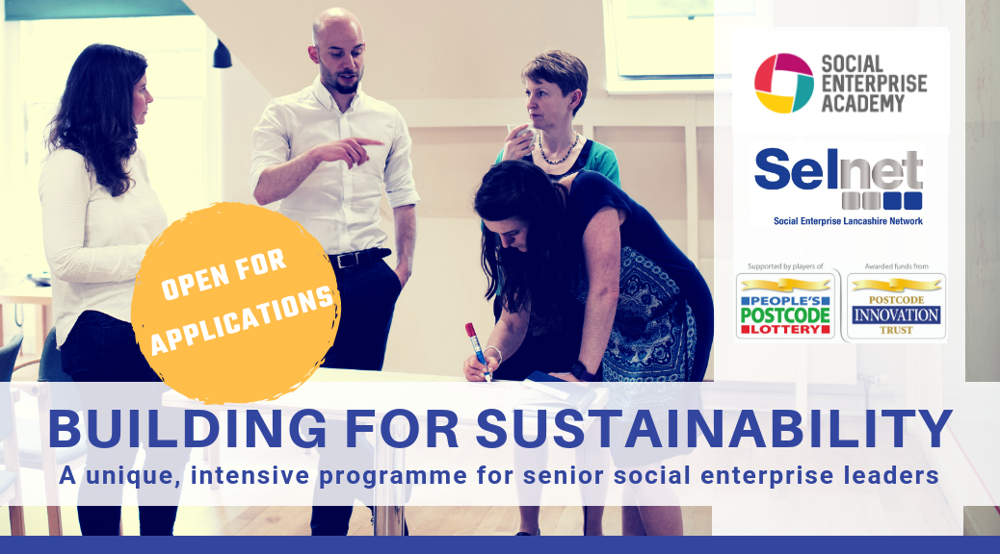 SOCIAL
ENTERPRISE
ACADEMY
Selnet
Social Enterprise Lancashire Network
Supported by players of
PEOPLE'S
POSTCODE
LOTTERY
Awarded funds from
POSTCODE
INNOVATION
TRUST
OPEN FOR
APPLICATIONS
BUILDING FOR SUSTAINABILITY
A unique, intensive programme for senior social enterprise leaders